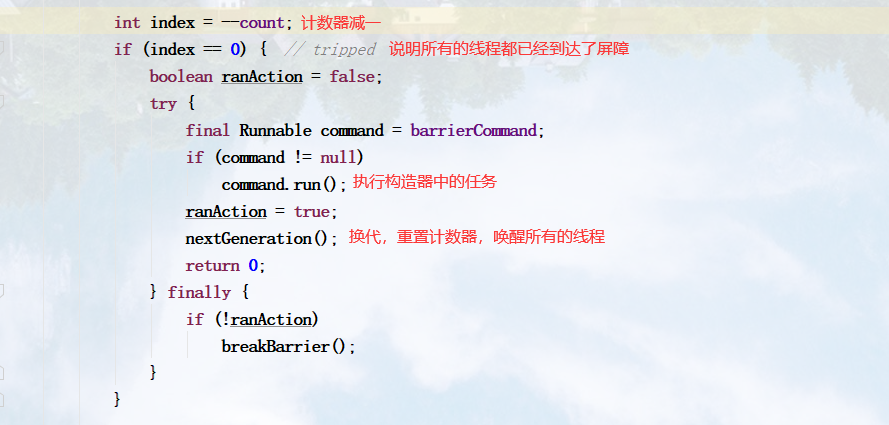 int index = --count; 计数器减一
if (index == 0) { // tripped 说明所有的线程都已经到达了屏障
boolean ranAction = false;
try {
final Runnable command = barrierCommand;
if (command != null)
command.run(); 执行构造器中的任务
ranAction = true;
nextGeneration(); 换代，重置计数器，唤醒所有的线程
return 0;
} finally {
if (!ranAction)
breakBarrier();
}
}